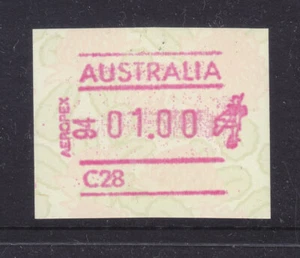 AUSTRALIA
AEROPEX
94
01.00
C28